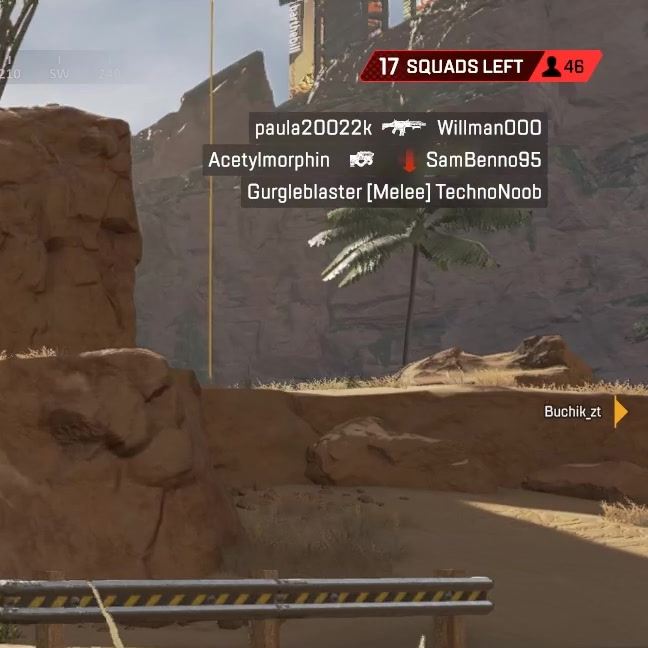 210 SW 240
17 SQUADS LEFT 46
paula20022k Willman000
Acetylmorphin SamBenno95
Gurgleblaster [Melee] TechnoNoob
Buchik_zt